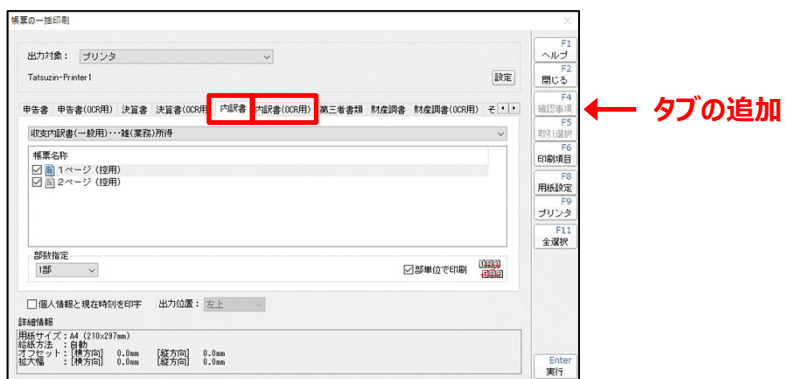 帳票の一括印刷
出力対象： プリンタ
Tatsuzin-Printer1 設定
申告書 申告書(OCR用) 決算書 決算書(OCR用 内訳書 内訳書(OCR用) 第三者書類 財産調書 財産調書(OCR用) そ
収支内訳書(一般用)･･･雑(業務)所得
帳票名称
1ページ (控用)
2ページ (控用)
部数指定
1部 部単位で印刷
個人情報と現在時刻を印字 出力位置： 左上
詳細情報
用紙サイズ：A4 (210x297mm)
給紙方法 ：自動
オフセット：[横方向] 0.0mm [縦方向] 0.0mm
拡大幅 ：[横方向] 0.0mm [縦方向] 0.0mm
F1
ヘルプ
F2
閉じる
F4
確認事項
F5
取引選択
F6
印刷項目
F8
用紙設定
F9
プリンタ
F11
全選択
Enter
実行
タブの追加